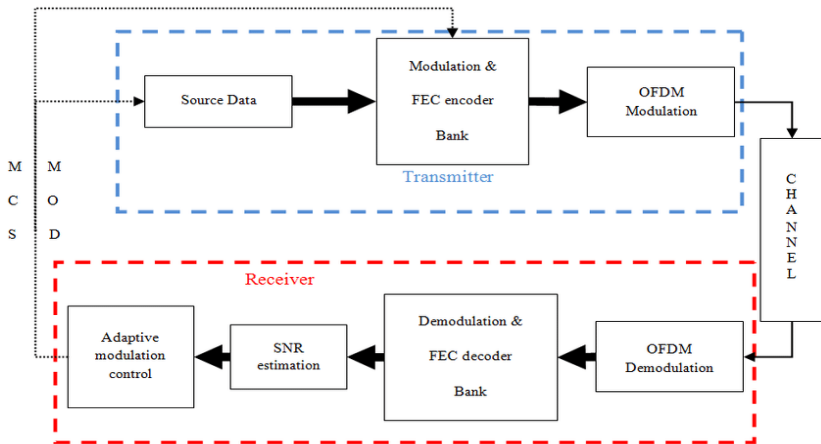 Source Data
Modulation &
FEC encoder
Bank
OFDM
Modulation
Transmitter
M
C
S
M
O
D
CHANNEL
Receiver
Adaptive
modulation
control
SNR
estimation
Demodulation &
FEC decoder
Bank
OFDM
Demodulation